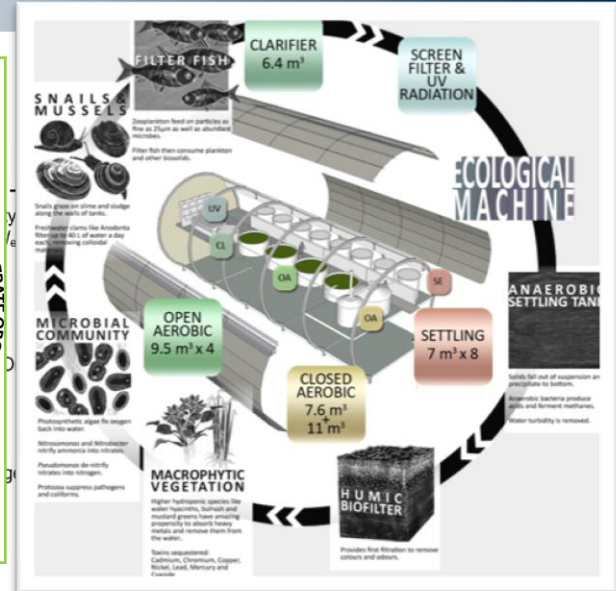 CLARIFIER
6.4 m³
SCREEN
FILTER &
UV
RADIATION
FILTER FISH
Zooplankton feed on particles as
fine as 25µm as well as abundant
microbes.
Filter fish then consume plankton
and other biosolids.
SNAILS &
MUSSELS
Snails graze on slime and sludge
along the walls of tanks.
Freshwater clams like Anodonta
filter up to 40 L of water a day
each, removing colloidal
ECOLOGICAL
MACHINE
UV
CL
OA
OA
SE
ANAEROBIC
SETTLING TANK
Solids fall out of suspension an
precipitate to bottom.
Anaerobic bacteria produce
acids and ferment methanes.
Water turbidity is removed.
OPEN
AEROBIC
9.5 m³ x 4
SETTLING
7 m³ x 8
CLOSED
AEROBIC
7.6 m³
+
11 m³
MICROBIAL
COMMUNITY
Photosynthetic algae fix oxygen
back into water.
Nitrosomonas and Nitrobacter
nitrify ammonia into nitrates.
Pseudomonas de-nitrify
nitrates into nitrogen.
Protozoa suppress pathogens
and coliforms.
MACROPHYTIC
VEGETATION
Higher hydroponic species like
water hyacinths, bulrush and
mustard greens have amazing
propensity to absorb heavy
metals and remove them from
the water.
Toxins sequestered:
Cadmium, Chromium, Copper,
Nickel, Lead, Mercury and
HUMIC
BIOFILTER
Provides first filtration to remove
colours and odours.